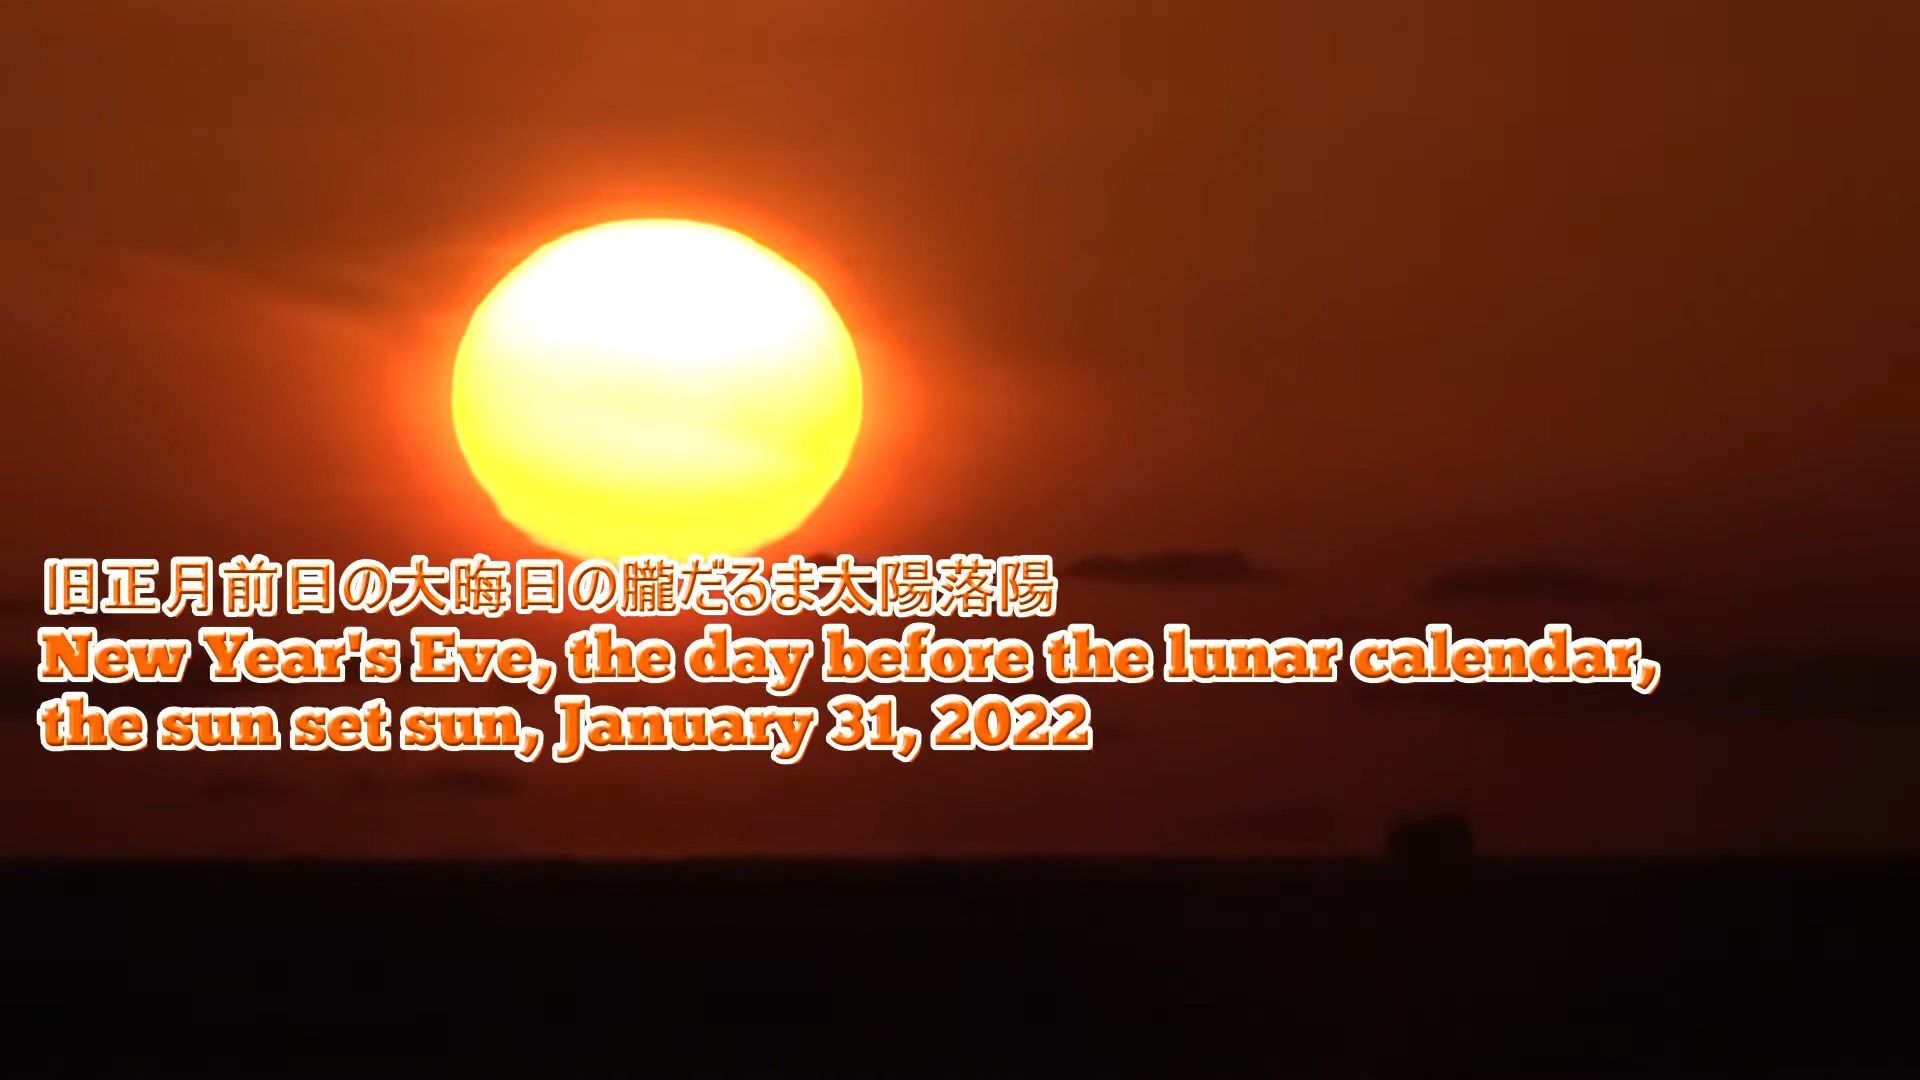 旧正月前日の大晦日の朧だるま太陽落陽
New Year's Eve, the day before the lunar calendar,
the sun set sun, January 31, 2022